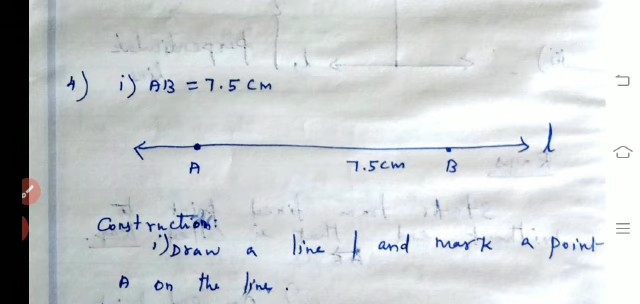 4) i) AB = 7.5 cm
l
A 7.5cm B
Construction:
i) Draw a line l and mark a point
A on the line.